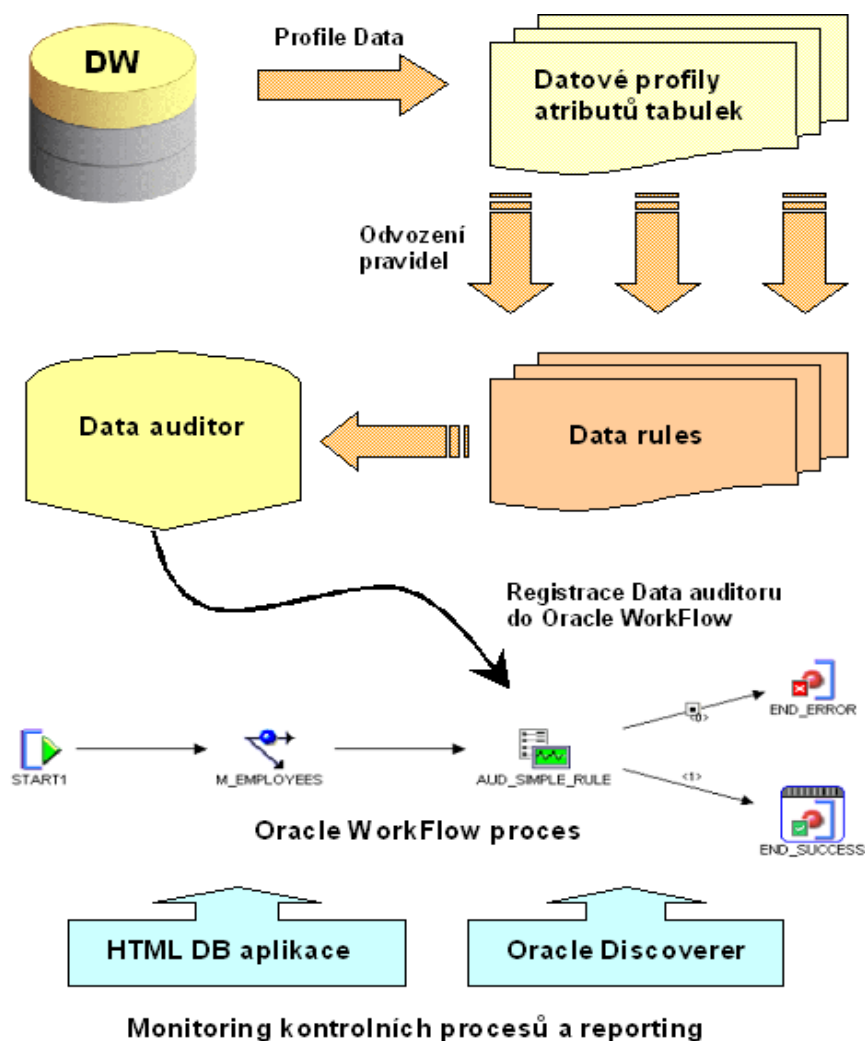 DW
Profile Data
Datové profily
atributů tabulek
Odvození
pravidel
Data auditor
Data rules
Registrace Data auditoru
do Oracle WorkFlow
START1
M_EMPLOYEES
AUD_SIMPLE_RULE
<0>
END_ERROR
<1>
END_SUCCESS
Oracle WorkFlow proces
HTML DB aplikace
Oracle Discoverer
Monitoring kontrolních procesů a reporting